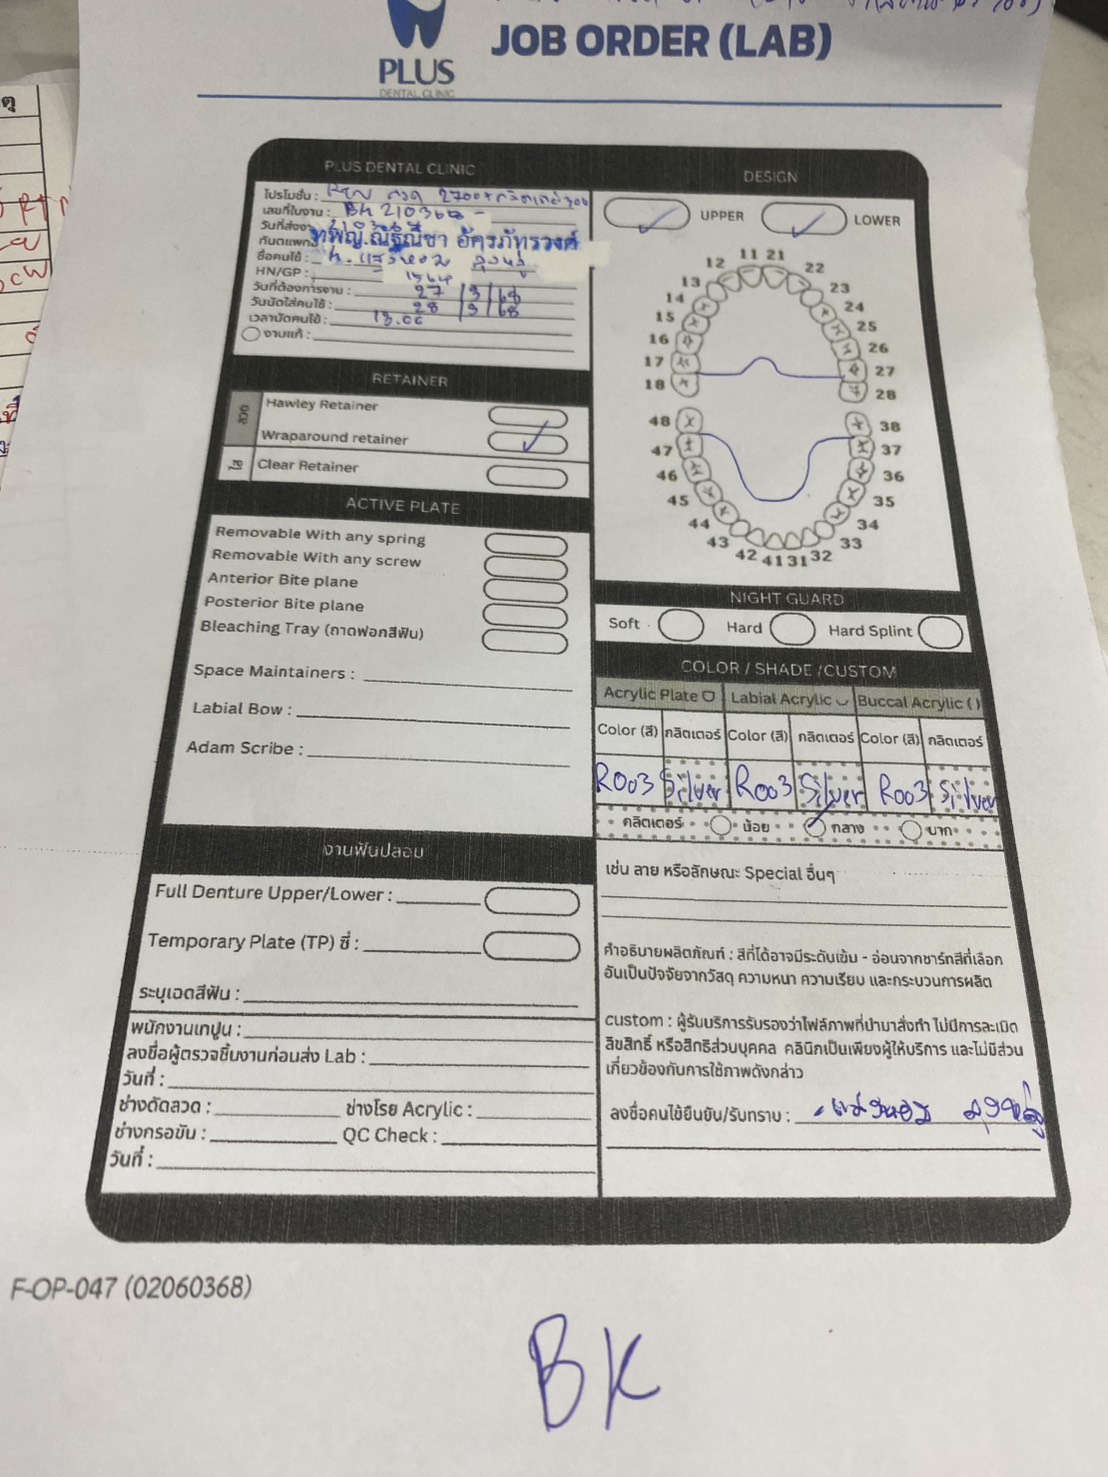 JOB ORDER (LAB)
PLUS
DENTAL CLINIC
PLUS DENTAL CLINIC
โปรโมชั่น : 2700+
เลขที่ใบงาน : BK 210368 -
วันที่ส่งงาน
ทันตแพทย์ ทพญ.ณัฐณิชา อัครภัทรวงศ์
ชื่อคนไข้ :
HN/GP :
วันที่ต้องการงาน : 27 / 3 / 68
วันนัดใส่คนไข้ : 28 / 3 / 68
เวลานัดคนไข้ : 13.00
งานแก้ :
RETAINER
Hawley Retainer
Wraparound retainer
Clear Retainer
ACTIVE PLATE
Removable With any spring
Removable With any screw
Anterior Bite plane
Posterior Bite plane
Bleaching Tray (ถาดฟอกสีฟัน)
Space Maintainers :
Labial Bow :
Adam Scribe :
งานฟันปลอม
Full Denture Upper/Lower :
Temporary Plate (TP) ซี่ :
ระบุเฉดสีฟัน :
พนักงานเทปูน :
ลงชื่อผู้ตรวจชิ้นงานก่อนส่ง Lab :
วันที่ :
ช่างดัดลวด : ช่างโรย Acrylic :
ช่างกรอขัน : QC Check :
วันที่ :
DESIGN
UPPER LOWER
11 21
12 22
13 23
14 24
15 25
16 26
17 27
18 28
48 38
47 37
46 36
45 35
44 34
43 33
42 41 31 32
NIGHT GUARD
Soft Hard Hard Splint
COLOR / SHADE /CUSTOM
Acrylic Plate Labial Acrylic Buccal Acrylic ( )
Color (สี) กลิตเตอร์ Color (สี) กลิตเตอร์ Color (สี) กลิตเตอร์
R003 Silver R003 Silver R003 Silver
กลิตเตอร์ น้อย กลาง มาก
เช่น ลาย หรือลักษณะ Special อื่นๆ
คำอธิบายผลิตภัณฑ์ : สีที่ได้อาจมีระดับเข้ม - อ่อนจากชาร์ทสีที่เลือก
อันเป็นปัจจัยจากวัสดุ ความหนา ความเรียบ และกระบวนการผลิต
custom : ผู้รับบริการรับรองว่าไฟล์ภาพที่นำมาสั่งทำ ไม่มีการละเมิด
ลิขสิทธิ์ หรือสิทธิส่วนบุคคล คลินิกเป็นเพียงผู้ให้บริการ และไม่มีส่วน
เกี่ยวข้องกับการใช้ภาพดังกล่าว
ลงชื่อคนไข้ยืนยัน/รับทราบ :
F-OP-047 (02060368)
BK